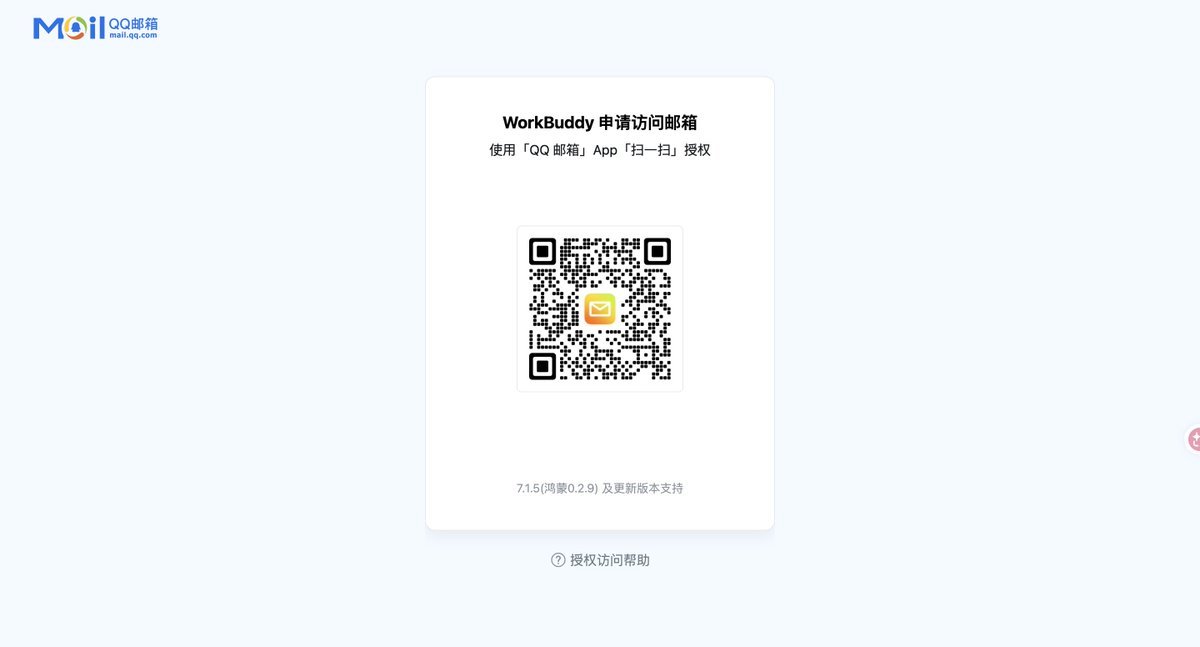 Mail QQ邮箱
mail.qq.com
WorkBuddy 申请访问邮箱
使用「QQ 邮箱」App「扫一扫」授权
7.1.5(鸿蒙0.2.9) 及更新版本支持
授权访问帮助